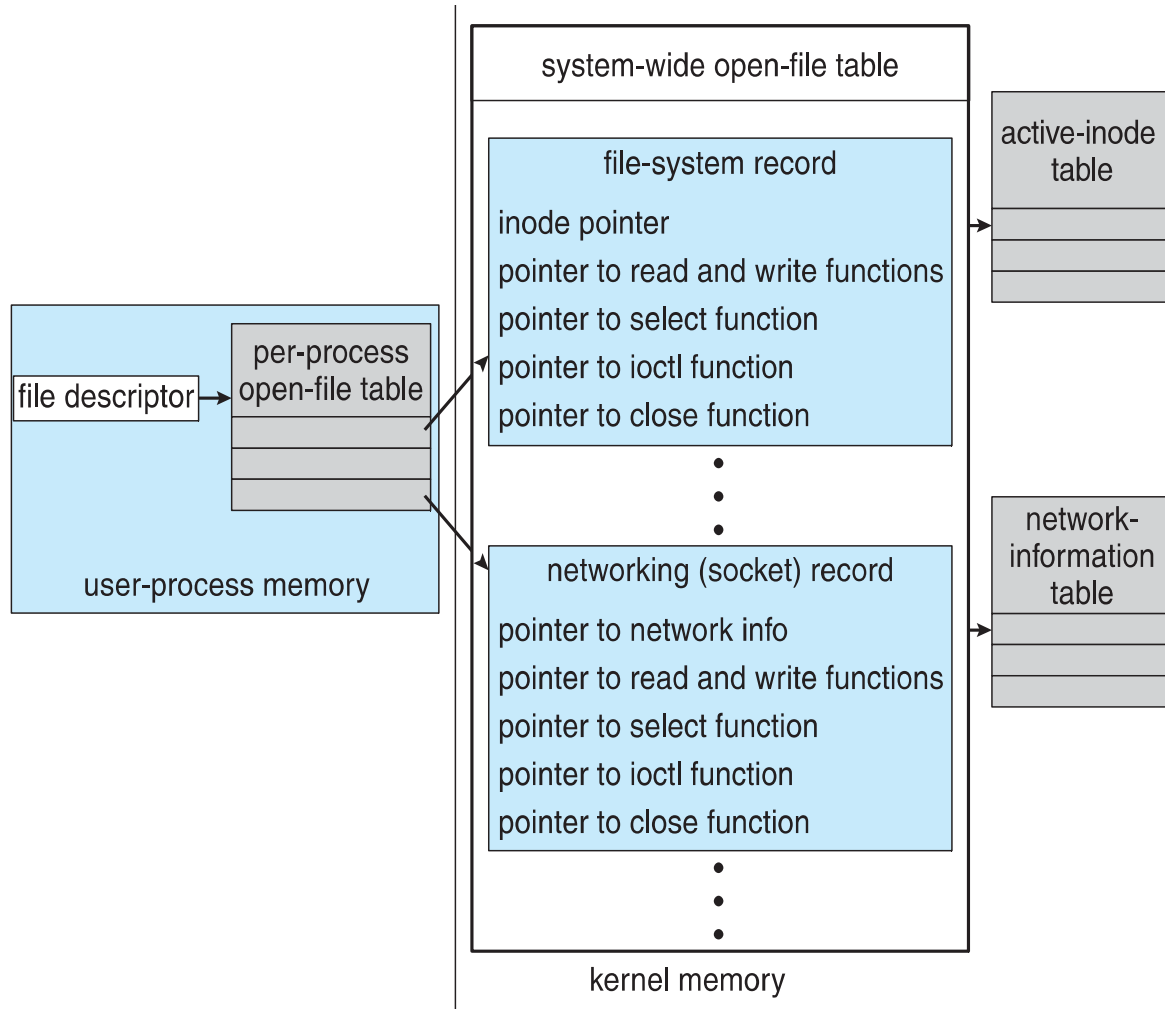 system-wide open-file table
file-system record
inode pointer
pointer to read and write functions
pointer to select function
pointer to ioctl function
pointer to close function
active-inode
table
file descriptor
per-process
open-file table
user-process memory
networking (socket) record
pointer to network info
pointer to read and write functions
pointer to select function
pointer to ioctl function
pointer to close function
network-
information
table
kernel memory